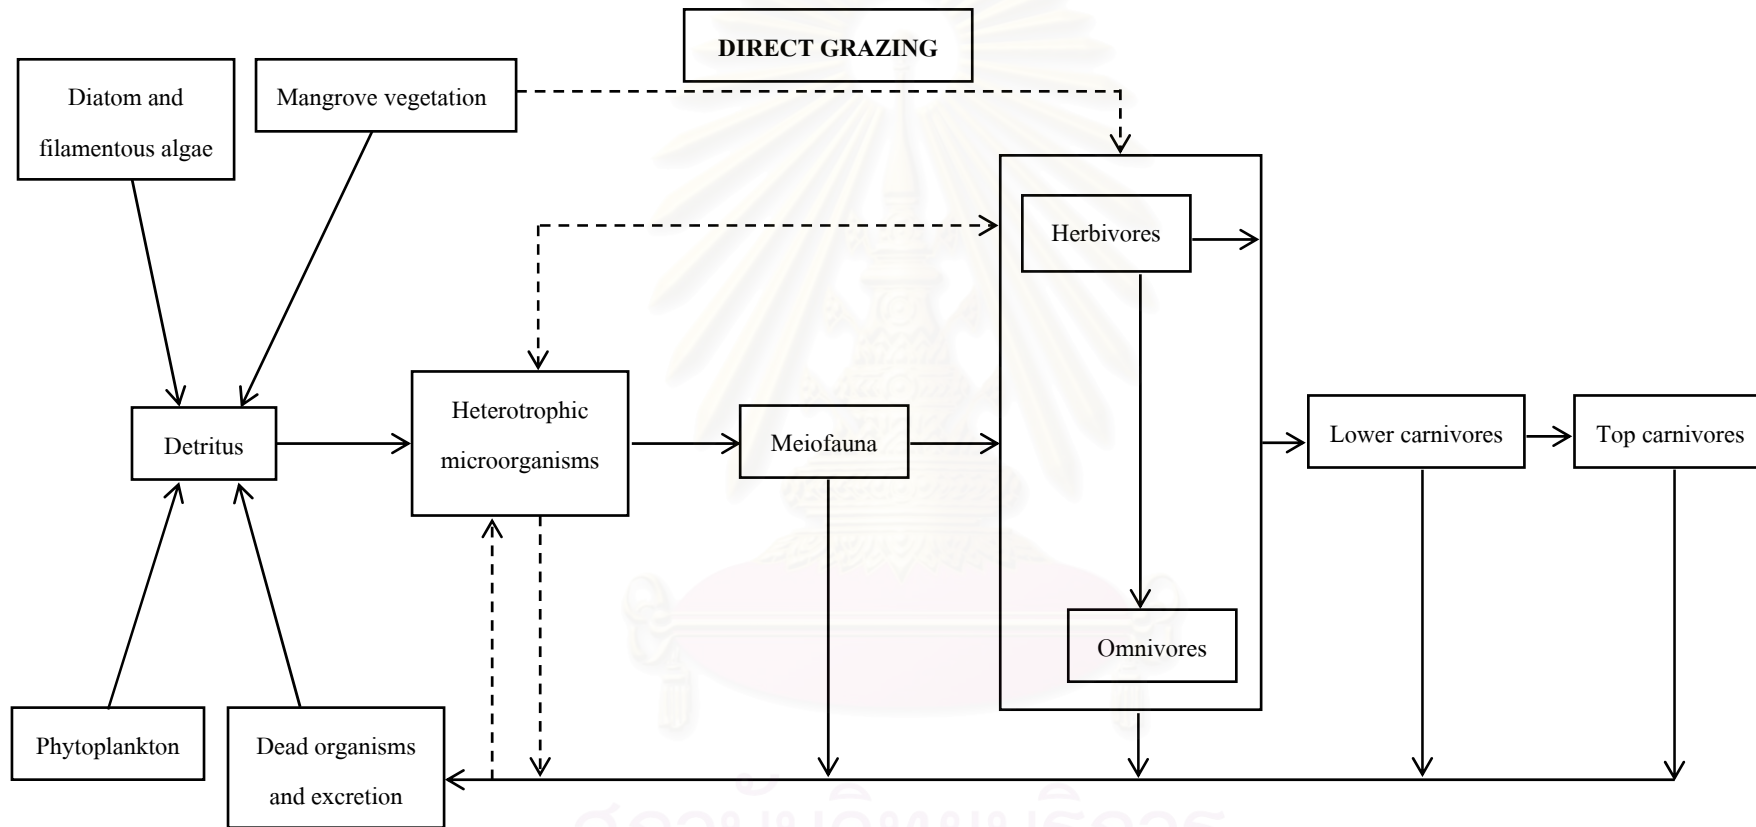 DIRECT GRAZING
Diatom and
filamentous algae
Mangrove vegetation
Herbivores
Heterotrophic
microorganisms
Detritus
Meiofauna
Lower carnivores
Top carnivores
Omnivores
Phytoplankton
Dead organisms
and excretion